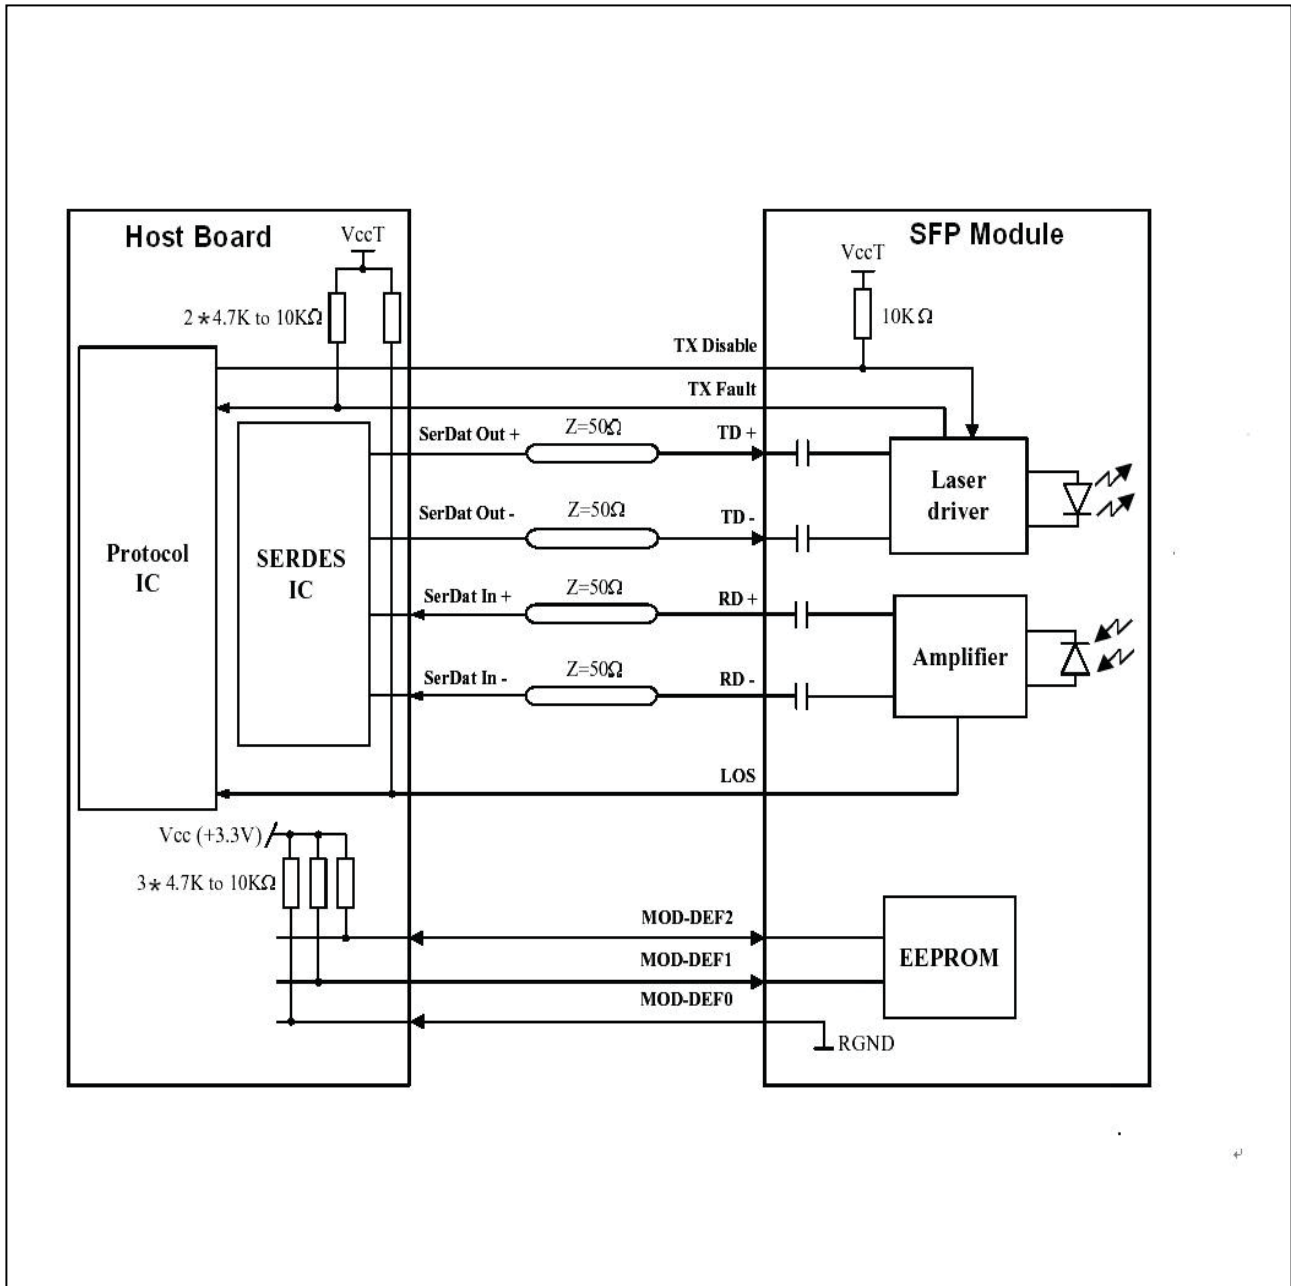 Host Board
SFP Module
VccT
VccT
2*4.7K to 10KΩ
10KΩ
TX Disable
TX Fault
SerDat Out +
Z=50Ω
TD +
SerDat Out -
Z=50Ω
TD -
Laser
driver
Protocol
IC
SERDES
IC
SerDat In +
Z=50Ω
RD +
Amplifier
SerDat In -
Z=50Ω
RD -
LOS
Vcc (+3.3V)
3* 4.7K to 10KΩ
MOD-DEF2
MOD-DEF1
MOD-DEF0
EEPROM
RGND